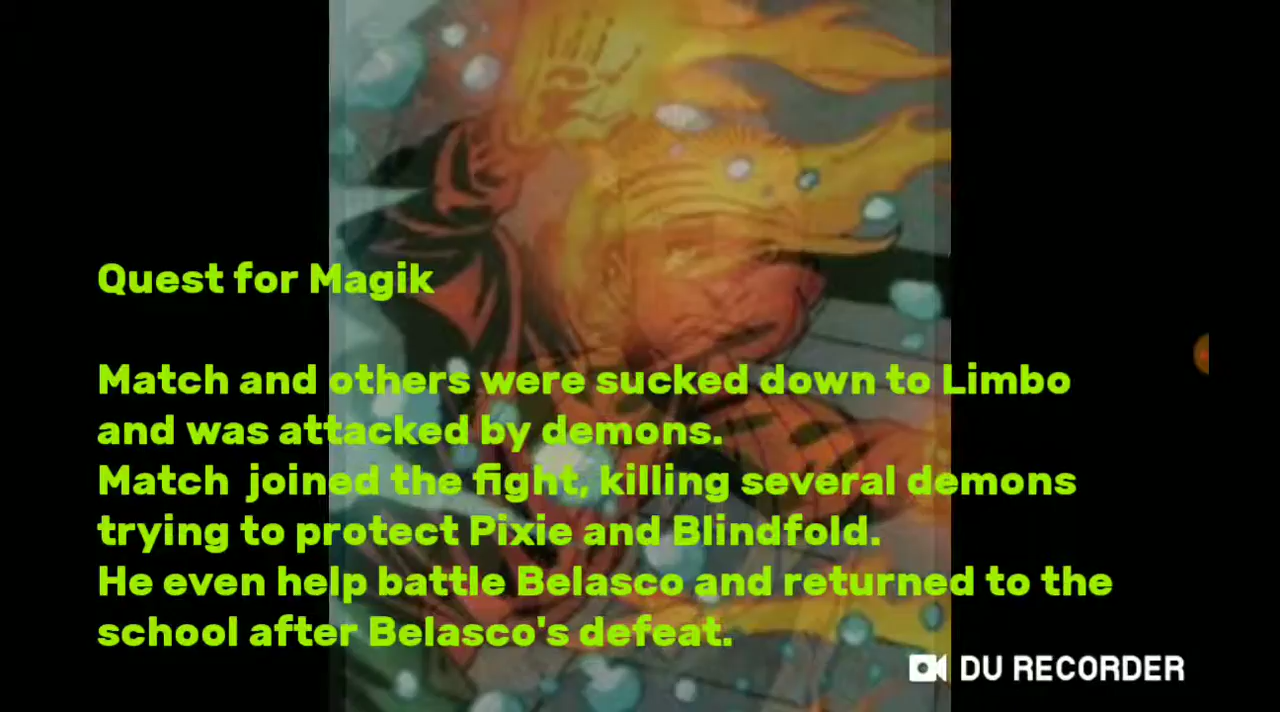 Quest for Magik
Match and others were sucked down to Limbo
and was attacked by demons.
Match  joined the fight, killing several demons
trying to protect Pixie and Blindfold.
He even help battle Belasco and returned to the
school after Belasco's defeat.
DU RECORDER